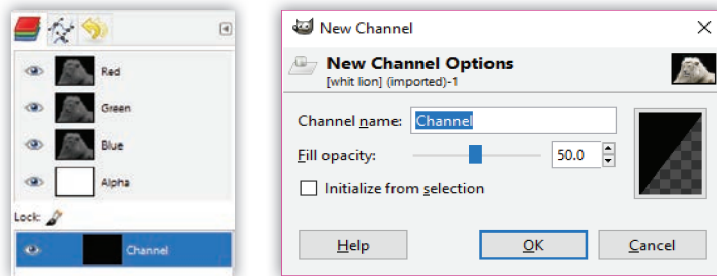 Red
Green
Blue
Alpha
Lock:
Channel
New Channel
New Channel Options
[whit lion] (imported)-1
Channel name: Channel
Fill opacity: 50.0
Initialize from selection
Help OK Cancel